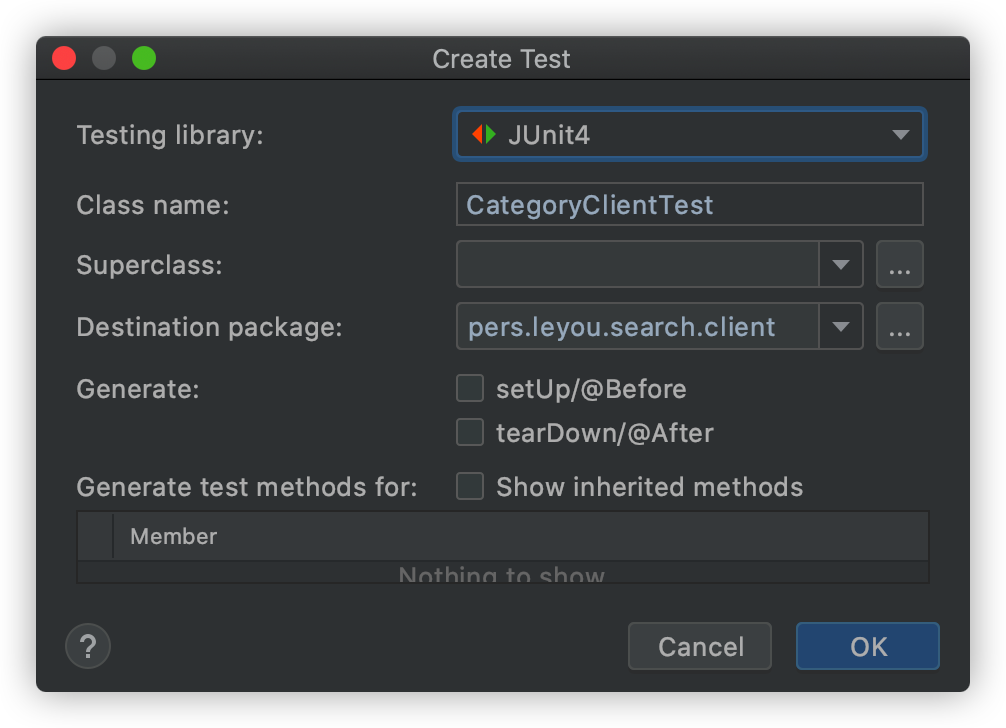 Create Test
Testing library: JUnit4
Class name: CategoryClientTest
Superclass: ...
Destination package: pers.leyou.search.client ...
Generate: setUp/@Before
tearDown/@After
Generate test methods for: Show inherited methods
Member
Nothing to show
? Cancel OK